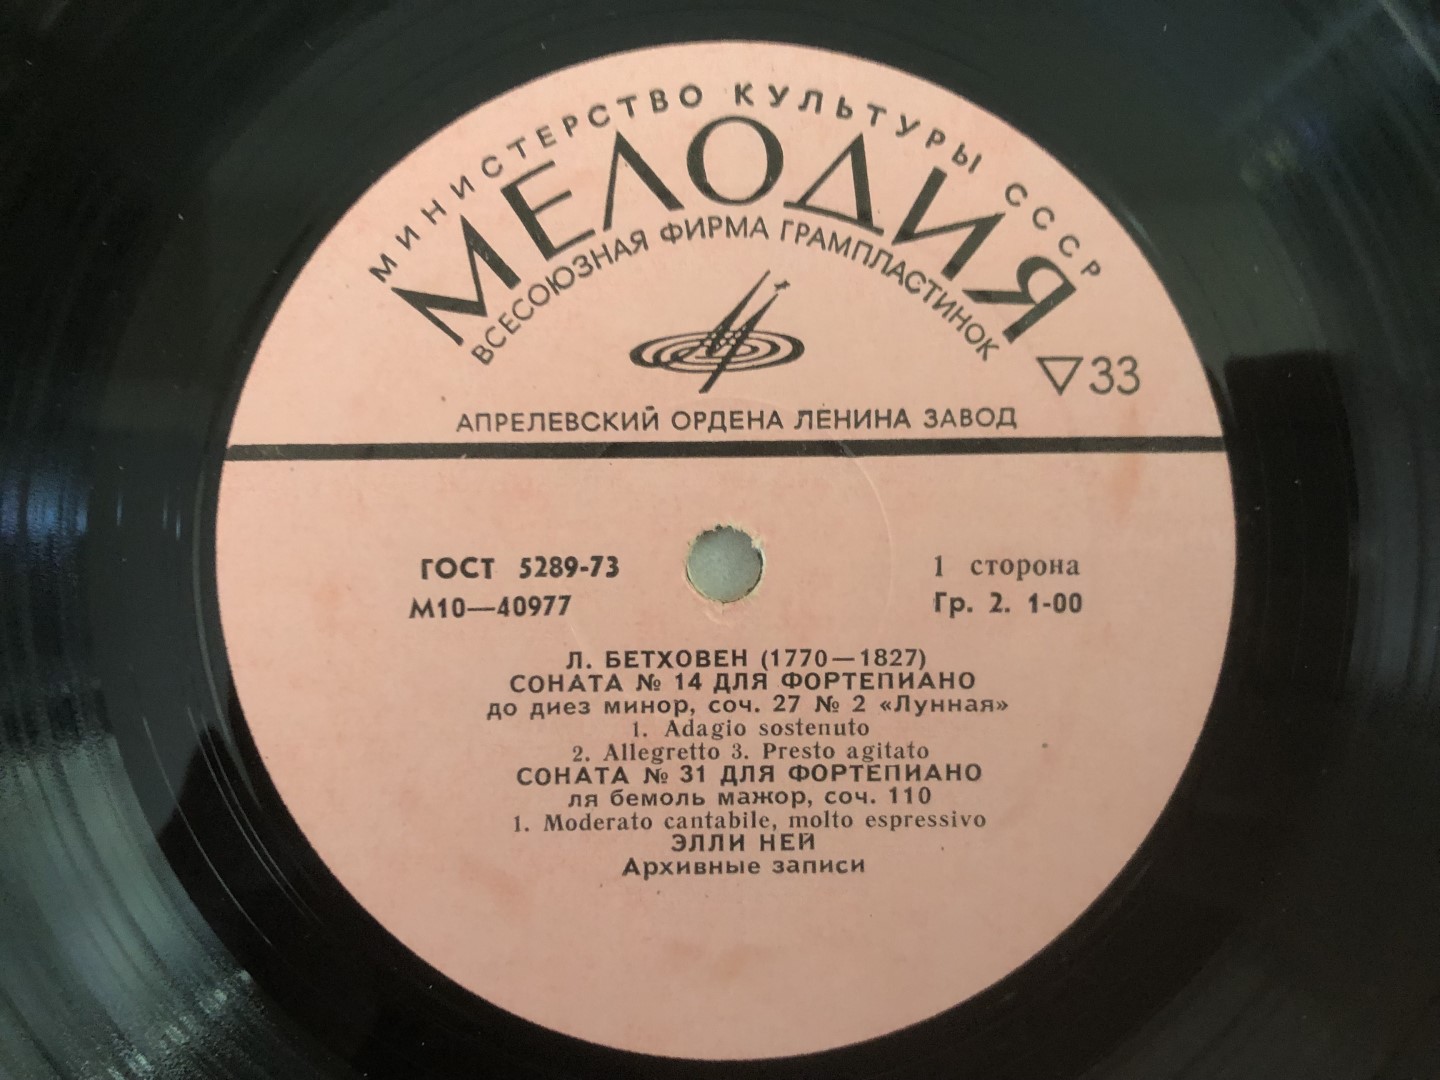 МИНИСТЕРСТВО КУЛЬТУРЫ СССР
МЕЛОДИЯ
ВСЕСОЮЗНАЯ ФИРМА ГРАМПЛАСТИНОК
▽33
АПРЕЛЕВСКИЙ ОРДЕНА ЛЕНИНА ЗАВОД
ГОСТ 5289-73
1 сторона
М10—40977
Гр. 2. 1-00
Л. БЕТХОВЕН (1770—1827)
СОНАТА № 14 ДЛЯ ФОРТЕПИАНО
до диез минор, соч. 27 № 2 «Лунная»
1. Adagio sostenuto
2. Allegretto 3. Presto agitato
СОНАТА № 31 ДЛЯ ФОРТЕПИАНО
ля бемоль мажор, соч. 110
1. Moderato cantabile, molto espressivo
ЭЛЛИ НЕЙ
Архивные записи